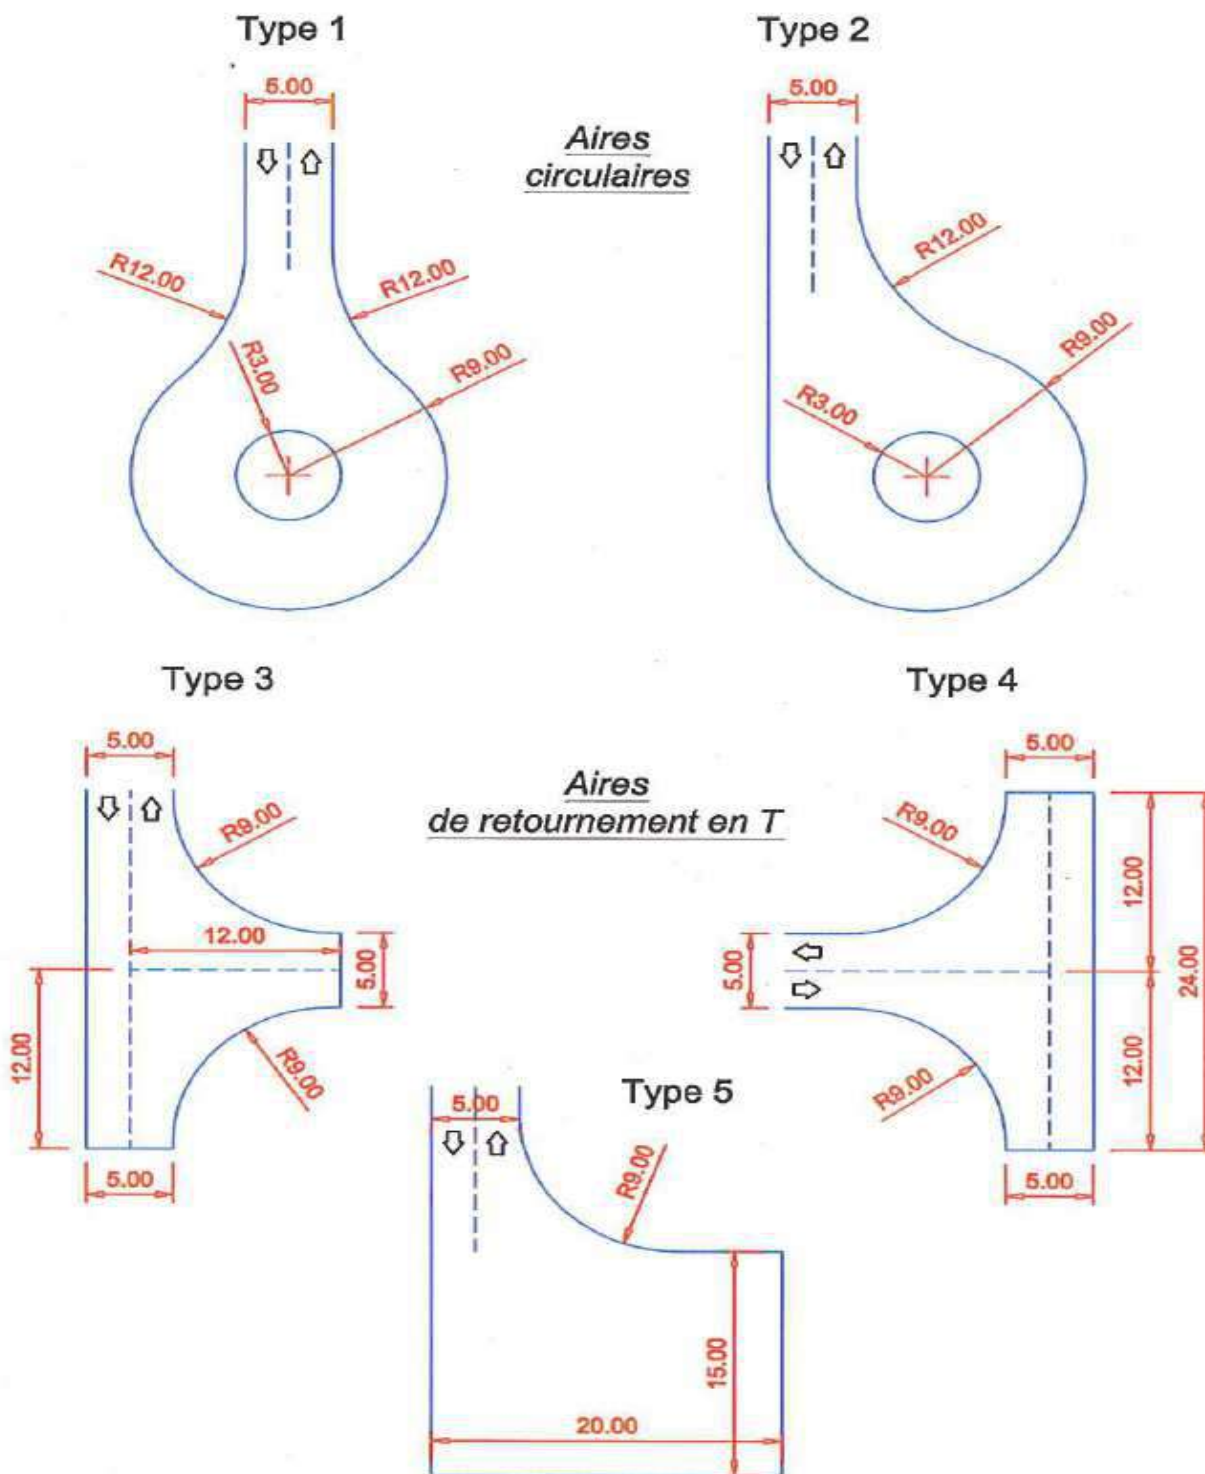 Type 1
Type 2
5.00
5.00
Aires
circulaires
R12.00
R12.00
R3.00
R9.00
R12.00
R9.00
R3.00
Type 3
Type 4
5.00
5.00
Aires
de retournement en T
R9.00
R9.00
12.00
5.00
12.00
R9.00
5.00
12.00
24.00
5.00
12.00
R9.00
5.00
Type 5
5.00
R9.00
15.00
20.00